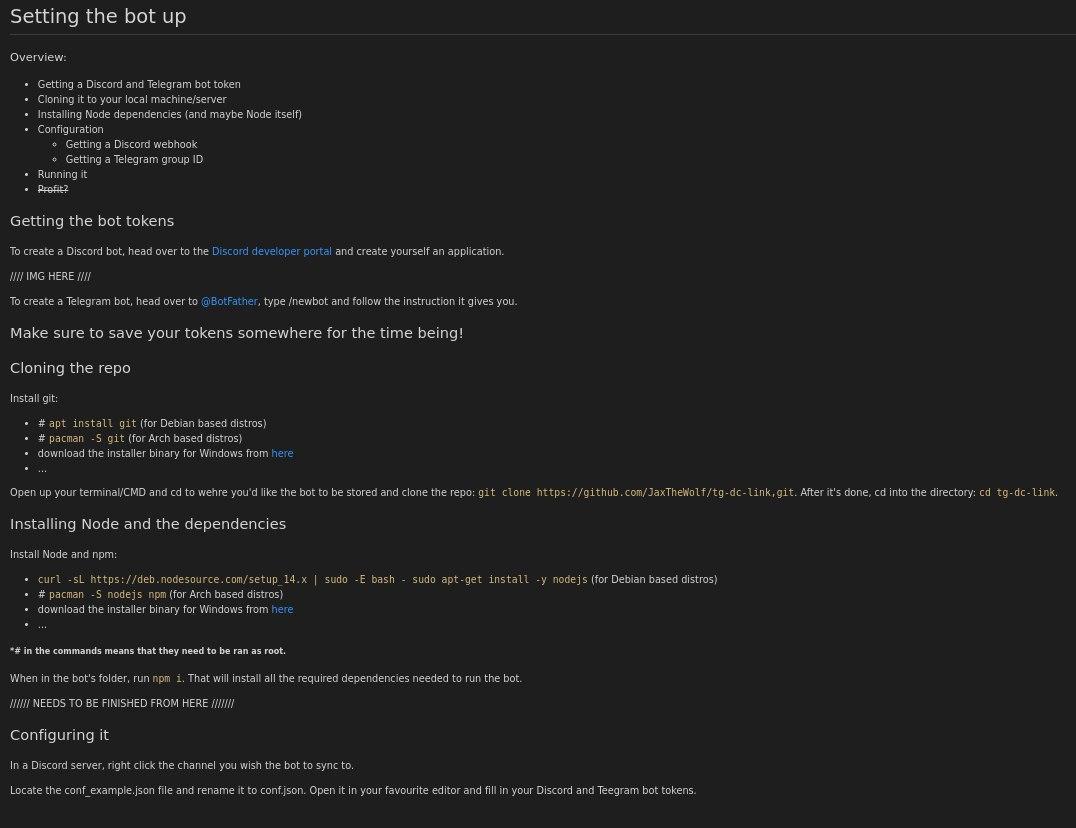 Setting the bot up
Overview:
• Getting a Discord and Telegram bot token
• Cloning it to your local machine/server
• Installing Node dependencies (and maybe Node itself)
• Configuration
◦ Getting a Discord webhook
◦ Getting a Telegram group ID
• Running it
• Profit?
Getting the bot tokens
To create a Discord bot, head over to the Discord developer portal and create yourself an application.
//// IMG HERE ////
To create a Telegram bot, head over to @BotFather, type /newbot and follow the instruction it gives you.
Make sure to save your tokens somewhere for the time being!
Cloning the repo
Install git:
• # apt install git (for Debian based distros)
• # pacman -S git (for Arch based distros)
• download the installer binary for Windows from here
• ...
Open up your terminal/CMD and cd to wehre you'd like the bot to be stored and clone the repo: git clone https://github.com/JaxTheWolf/tg-dc-link,git. After it's done, cd into the directory: cd tg-dc-link.
Installing Node and the dependencies
Install Node and npm:
• curl -sL https://deb.nodesource.com/setup_14.x | sudo -E bash - sudo apt-get install -y nodejs (for Debian based distros)
• # pacman -S nodejs npm (for Arch based distros)
• download the installer binary for Windows from here
• ...
*# in the commands means that they need to be ran as root.
When in the bot's folder, run npm i. That will install all the required dependencies needed to run the bot.
////// NEEDS TO BE FINISHED FROM HERE ///////
Configuring it
In a Discord server, right click the channel you wish the bot to sync to.
Locate the conf_example.json file and rename it to conf.json. Open it in your favourite editor and fill in your Discord and Teegram bot tokens.